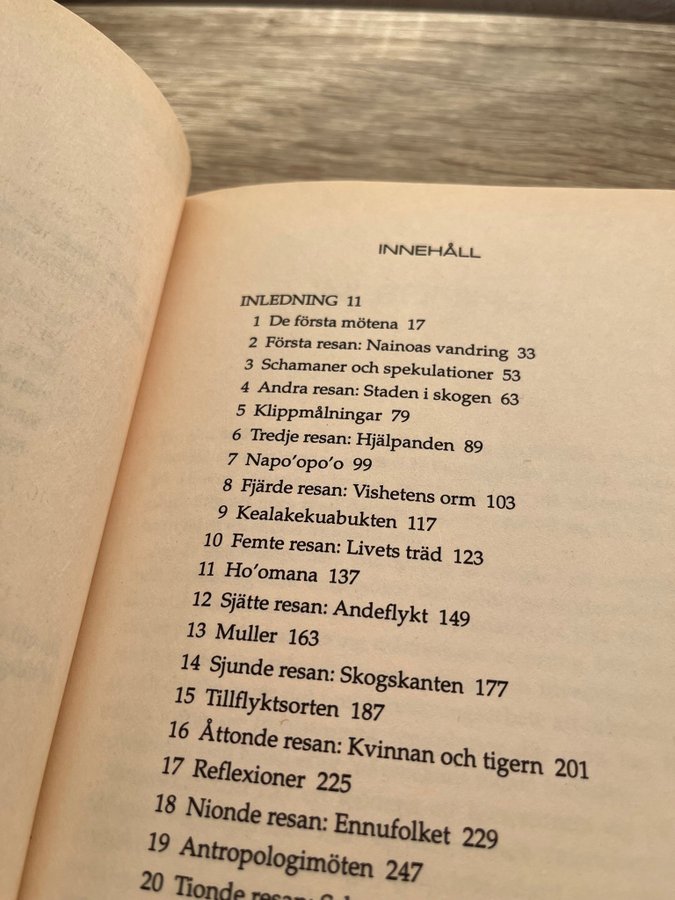 INNEHÅLL
INLEDNING 11
1 De första mötena 17
2 Första resan: Nainoas vandring 33
3 Schamaner och spekulationer 53
4 Andra resan: Staden i skogen 63
5 Klippmålningar 79
6 Tredje resan: Hjälpanden 89
7 Napo'opo'o 99
8 Fjärde resan: Vishetens orm 103
9 Kealakekuabukten 117
10 Femte resan: Livets träd 123
11 Ho'omana 137
12 Sjätte resan: Andeflykt 149
13 Muller 163
14 Sjunde resan: Skogskanten 177
15 Tillflyktsorten 187
16 Åttonde resan: Kvinnan och tigern 201
17 Reflexioner 225
18 Nionde resan: Ennufolket 229
19 Antropologimöten 247
20 Tionde resan: